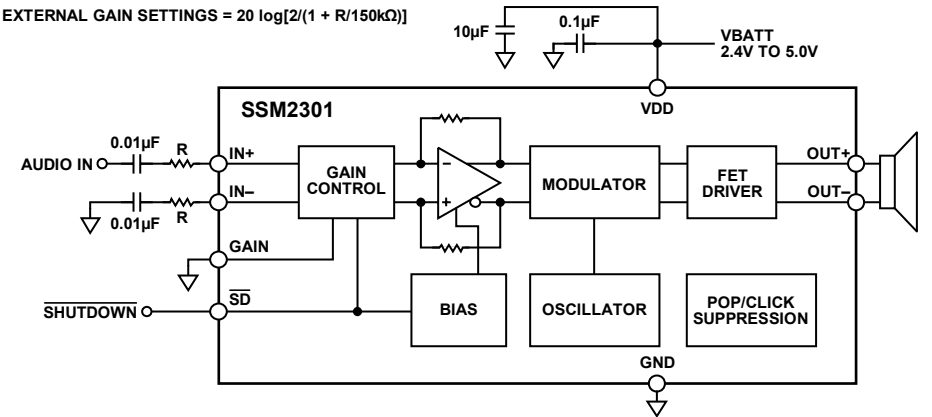 EXTERNAL GAIN SETTINGS = 20 log[2/(1 + R/150kΩ)]
10µF
0.1µF
VBATT
2.4V TO 5.0V
SSM2301
VDD
0.01µF
R
AUDIO IN
IN+
IN–
R
0.01µF
GAIN
CONTROL
–
+
MODULATOR
FET
DRIVER
OUT+
OUT–
GAIN
SHUTDOWN
SD
BIAS
OSCILLATOR
POP/CLICK
SUPPRESSION
GND